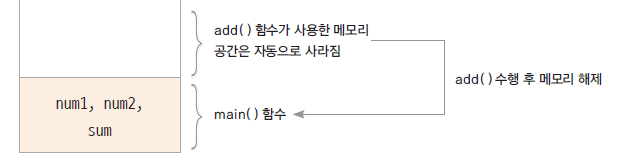 add( ) 함수가 사용한 메모리
공간은 자동으로 사라짐
add( ) 수행 후 메모리 해제
num1, num2,
sum
main( ) 함수